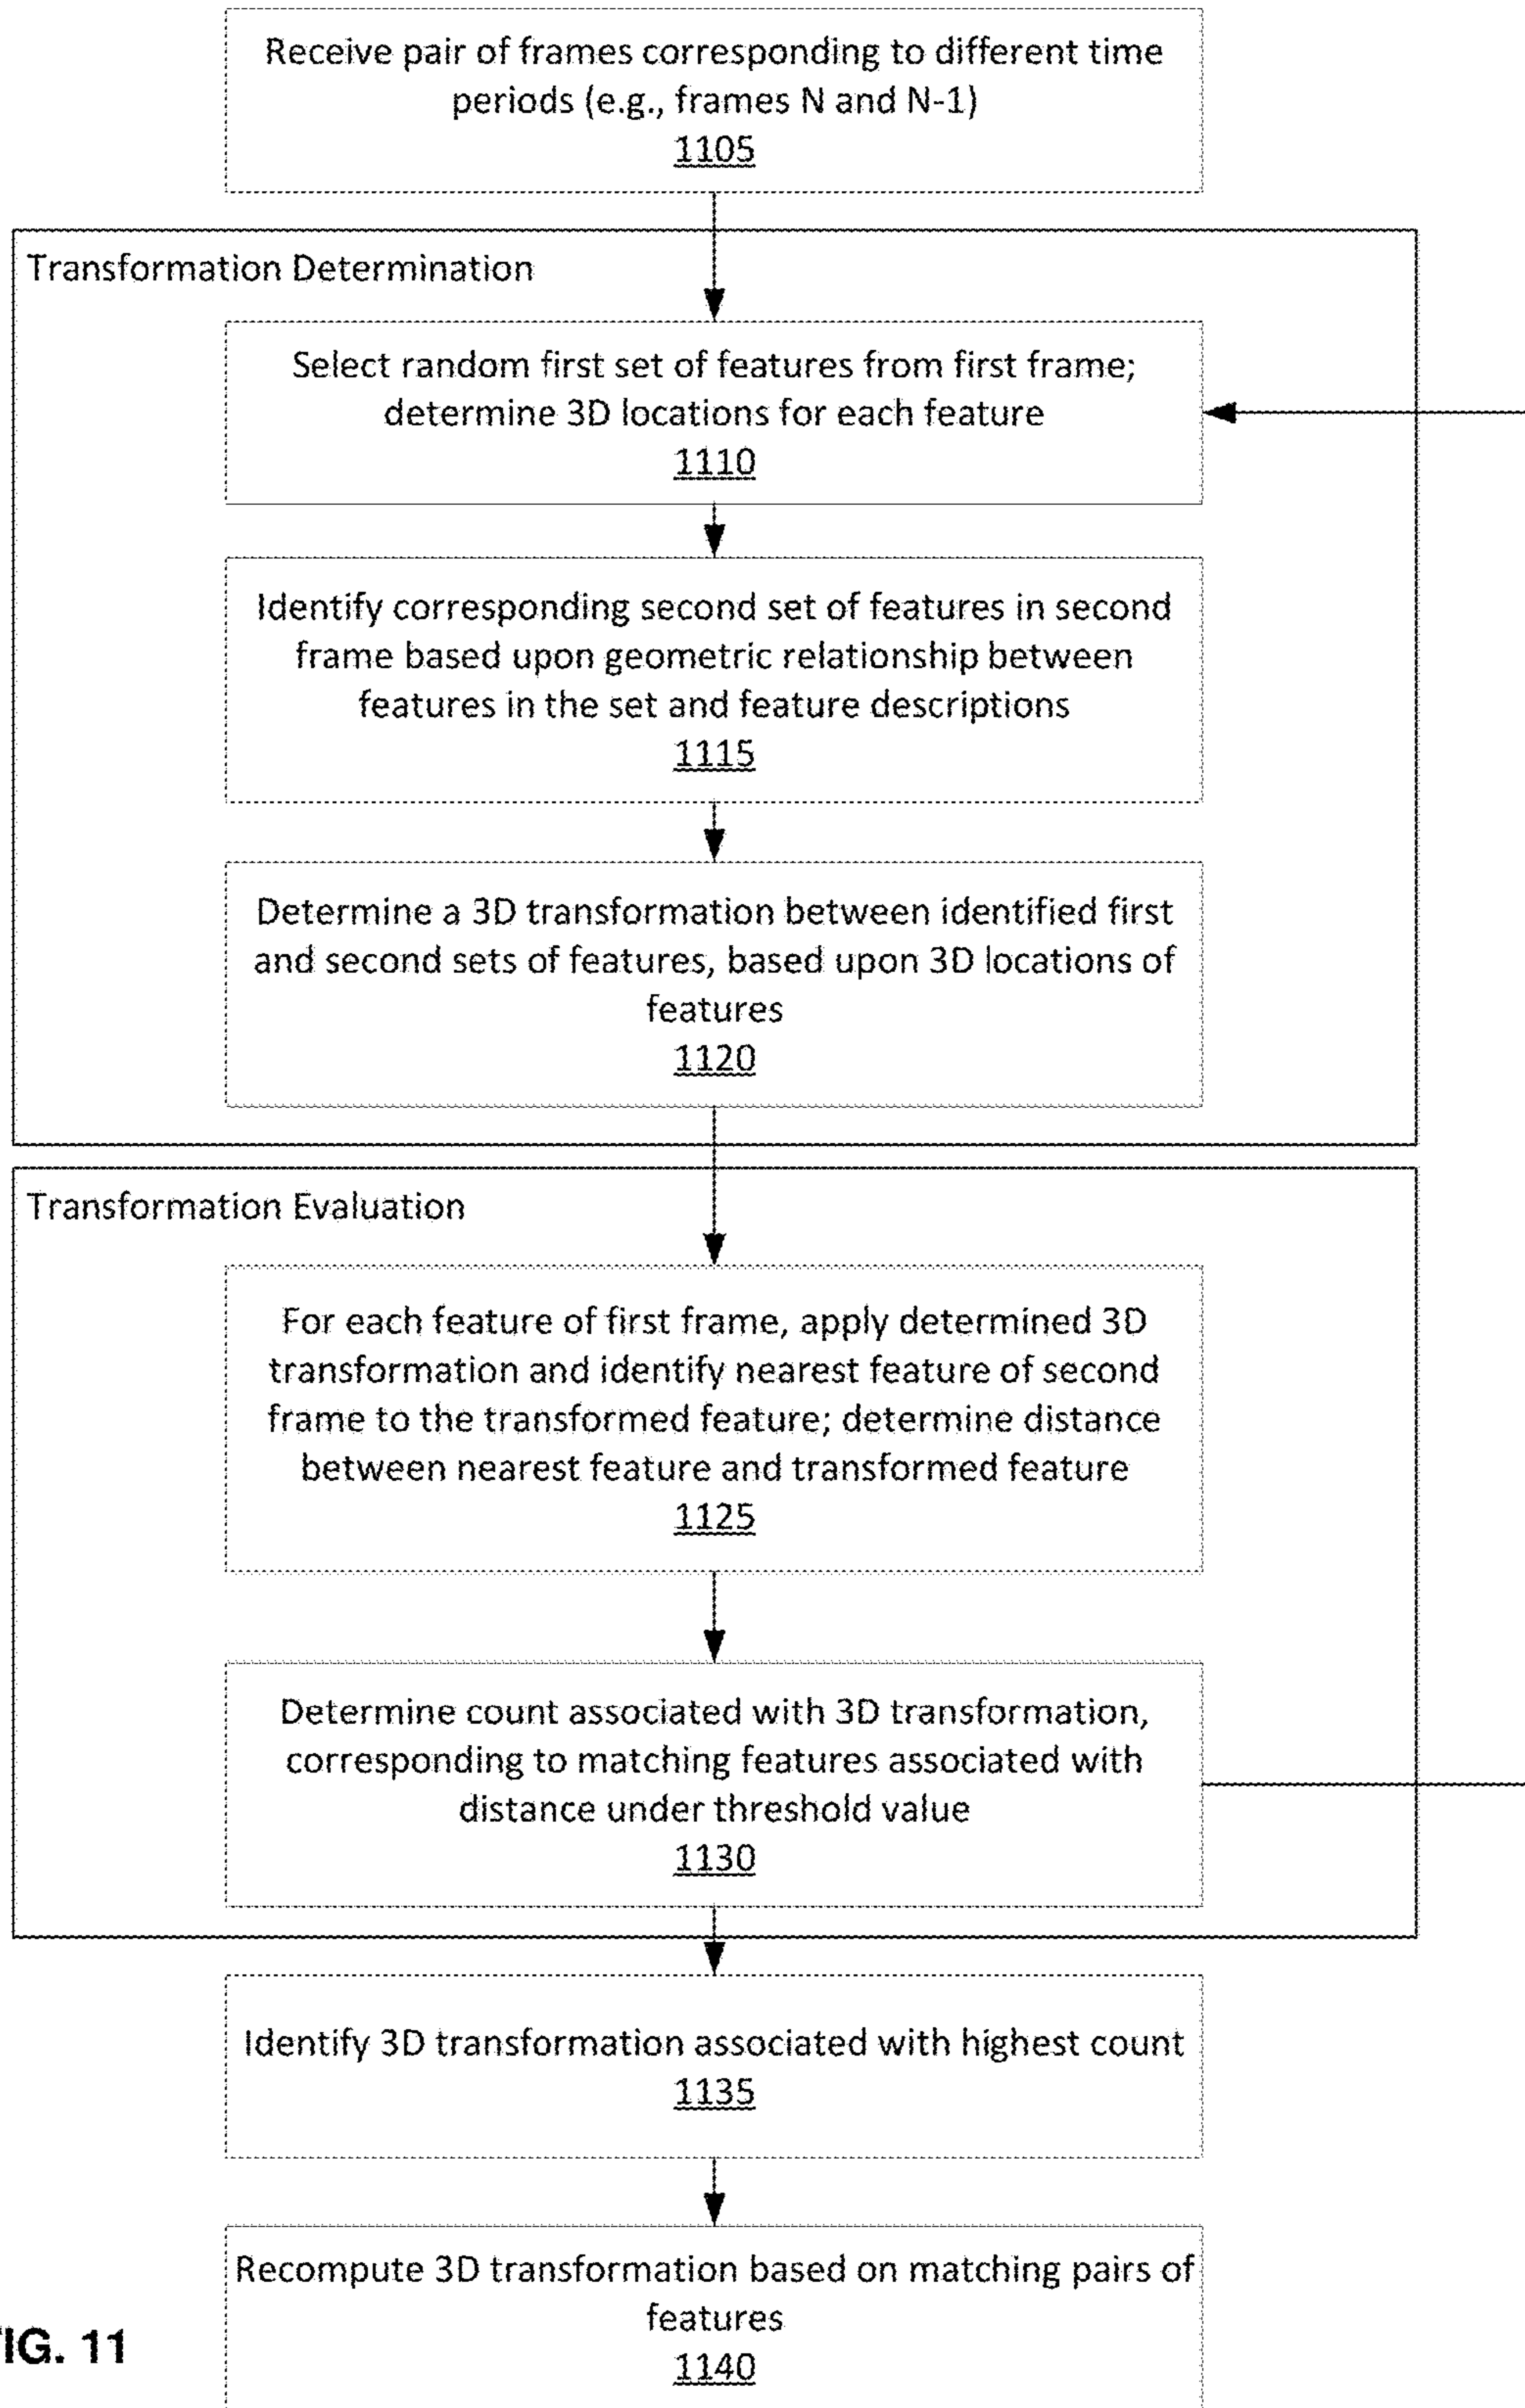 Receive pair of frames corresponding to different time
periods (e.g., frames N and N-1)
1105
Transformation Determination
Select random first set of features from first frame;
determine 3D locations for each feature
1110
Identify corresponding second set of features in second
frame based upon geometric relationship between
features in the set and feature descriptions
1115
Determine a 3D transformation between identified first
and second sets of features, based upon 3D locations of
features
1120
Transformation Evaluation
For each feature of first frame, apply determined 3D
transformation and identify nearest feature of second
frame to the transformed feature; determine distance
between nearest feature and transformed feature
1125
Determine count associated with 3D transformation,
corresponding to matching features associated with
distance under threshold value
1130
Identify 3D transformation associated with highest count
1135
Recompute 3D transformation based on matching pairs of
features
1140
IG. 11